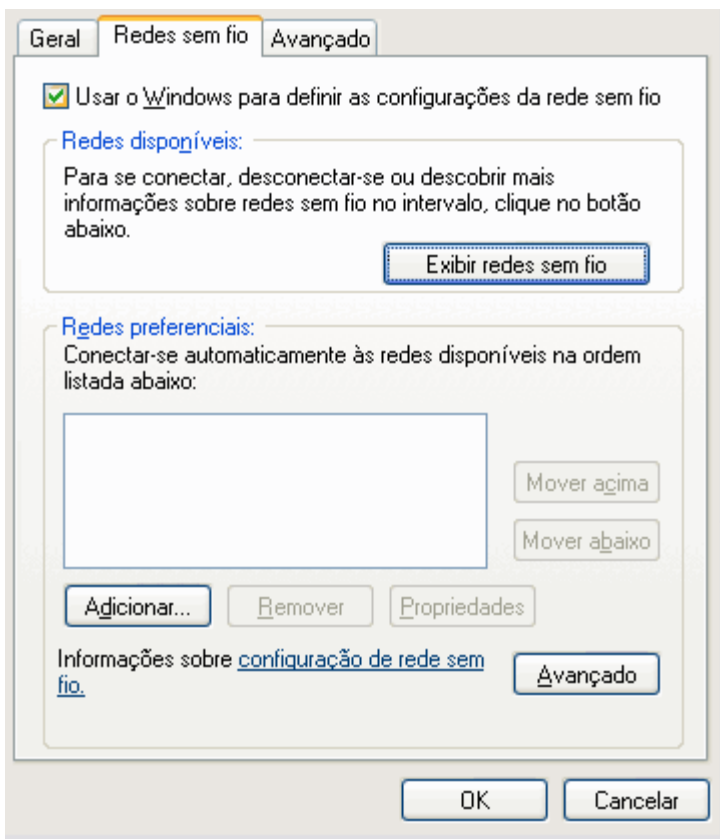 Geral
Redes sem fio
Avançado
Usar o Windows para definir as configurações da rede sem fio
Redes disponíveis:
Para se conectar, desconectar-se ou descobrir mais
informações sobre redes sem fio no intervalo, clique no botão
abaixo.
Exibir redes sem fio
Redes preferenciais:
Conectar-se automaticamente às redes disponíveis na ordem
listada abaixo:
Mover acima
Mover abaixo
Adicionar...
Remover
Propriedades
Informações sobre configuração de rede sem
fio.
Avançado
OK
Cancelar